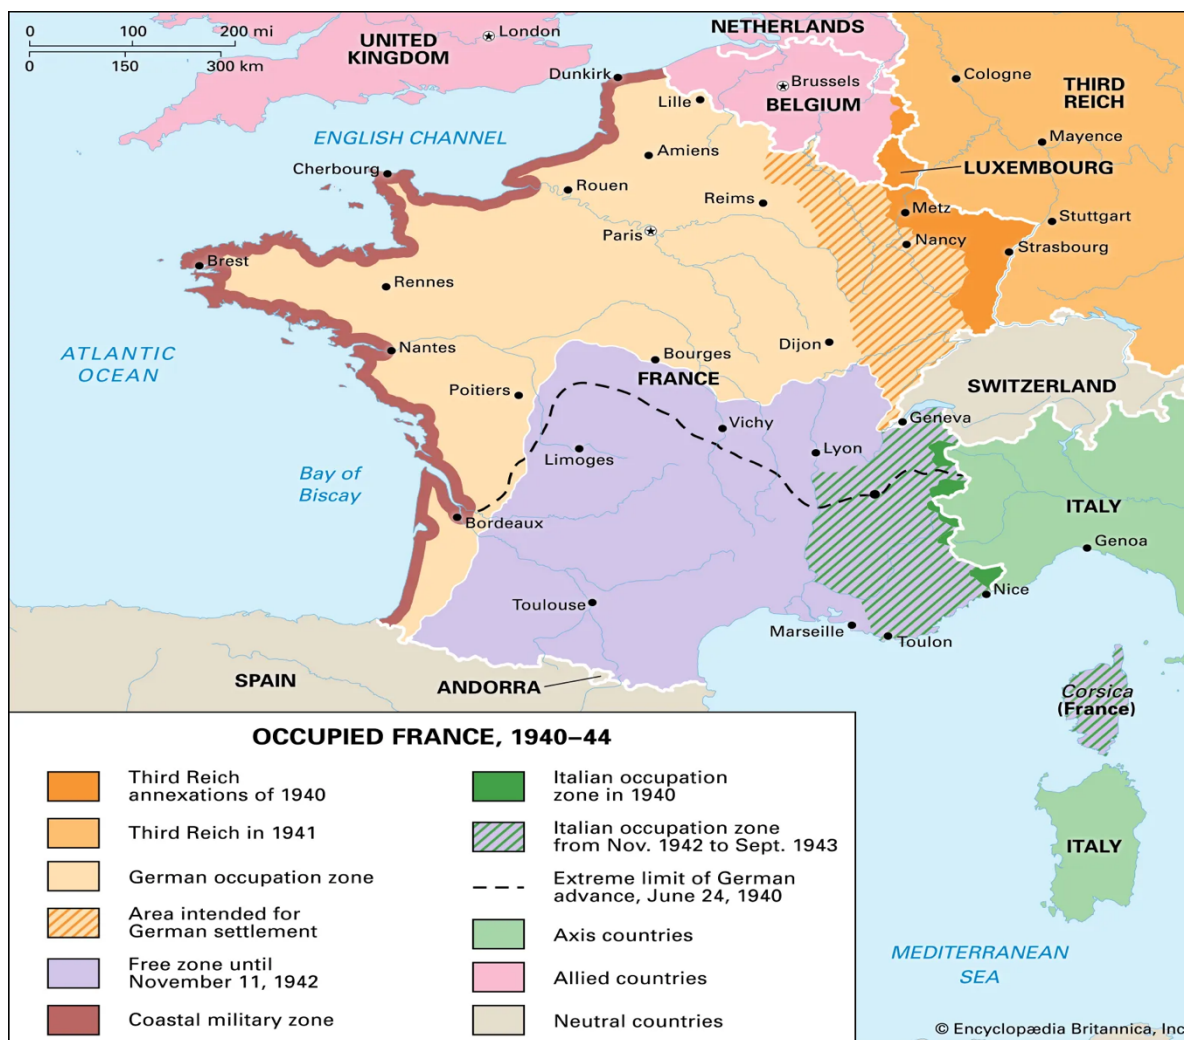 0 100 200 mi
0 150 300 km
UNITED
KINGDOM
London
NETHERLANDS
Dunkirk
Lille
Brussels
BELGIUM
Cologne
THIRD
REICH
Mayence
ENGLISH CHANNEL
Cherbourg
Amiens
LUXEMBOURG
Rouen
Reims
Metz
Stuttgart
Paris
Nancy
Strasbourg
Brest
Rennes
ATLANTIC
OCEAN
Nantes
Bourges
Dijon
FRANCE
SWITZERLAND
Poitiers
Geneva
Vichy
Limoges
Lyon
Bay of
Biscay
ITALY
Bordeaux
Genoa
Toulouse
Nice
Marseille
Toulon
SPAIN
ANDORRA
Corsica
(France)
ITALY
MEDITERRANEAN
SEA
OCCUPIED FRANCE, 1940–44
Third Reich
annexations of 1940
Third Reich in 1941
German occupation zone
Area intended for
German settlement
Free zone until
November 11, 1942
Coastal military zone
Italian occupation
zone in 1940
Italian occupation zone
from Nov. 1942 to Sept. 1943
Extreme limit of German
advance, June 24, 1940
Axis countries
Allied countries
Neutral countries
© Encyclopædia Britannica, Inc